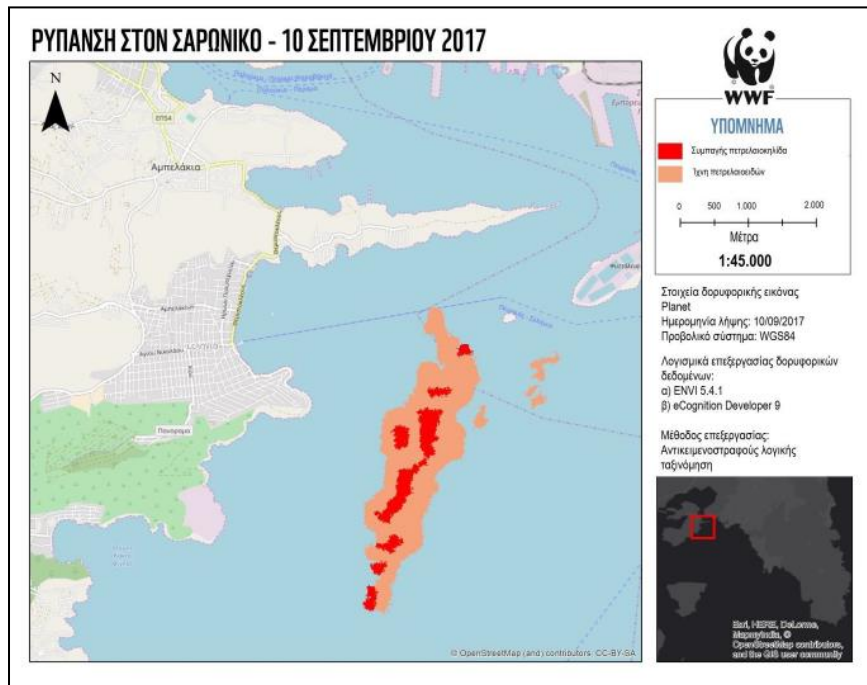 ΡΥΠΑΝΣΗ ΣΤΟΝ ΣΑΡΩΝΙΚΟ - 10 ΣΕΠΤΕΜΒΡΙΟΥ 2017
N
ΕΠ54
Αμπελάκια
Αμπελακίων
Πανόραμα
© OpenStreetMap (and) contributors CC-BY-SA
WWF
ΥΠΟΜΝΗΜΑ
Συμπαγής πετρελαιοκηλίδα
Ίχνη πετρελαιοειδών
0 500 1.000 2.000
Μέτρα
1:45.000
Στοιχεία δορυφορικής εικόνας
Planet
Ημερομηνία λήψης: 10/09/2017
Προβολικό σύστημα: WGS84
Λογισμικά επεξεργασίας δορυφορικών
δεδομένων:
α) ENVI 5.4.1
β) eCognition Developer 9
Μέθοδος επεξεργασίας:
Αντικειμενοστραφούς λογικής
ταξινόμηση
Esri, HERE, DeLorme,
MapmyIndia, ©
OpenStreetMap contributors,
and the GIS user community